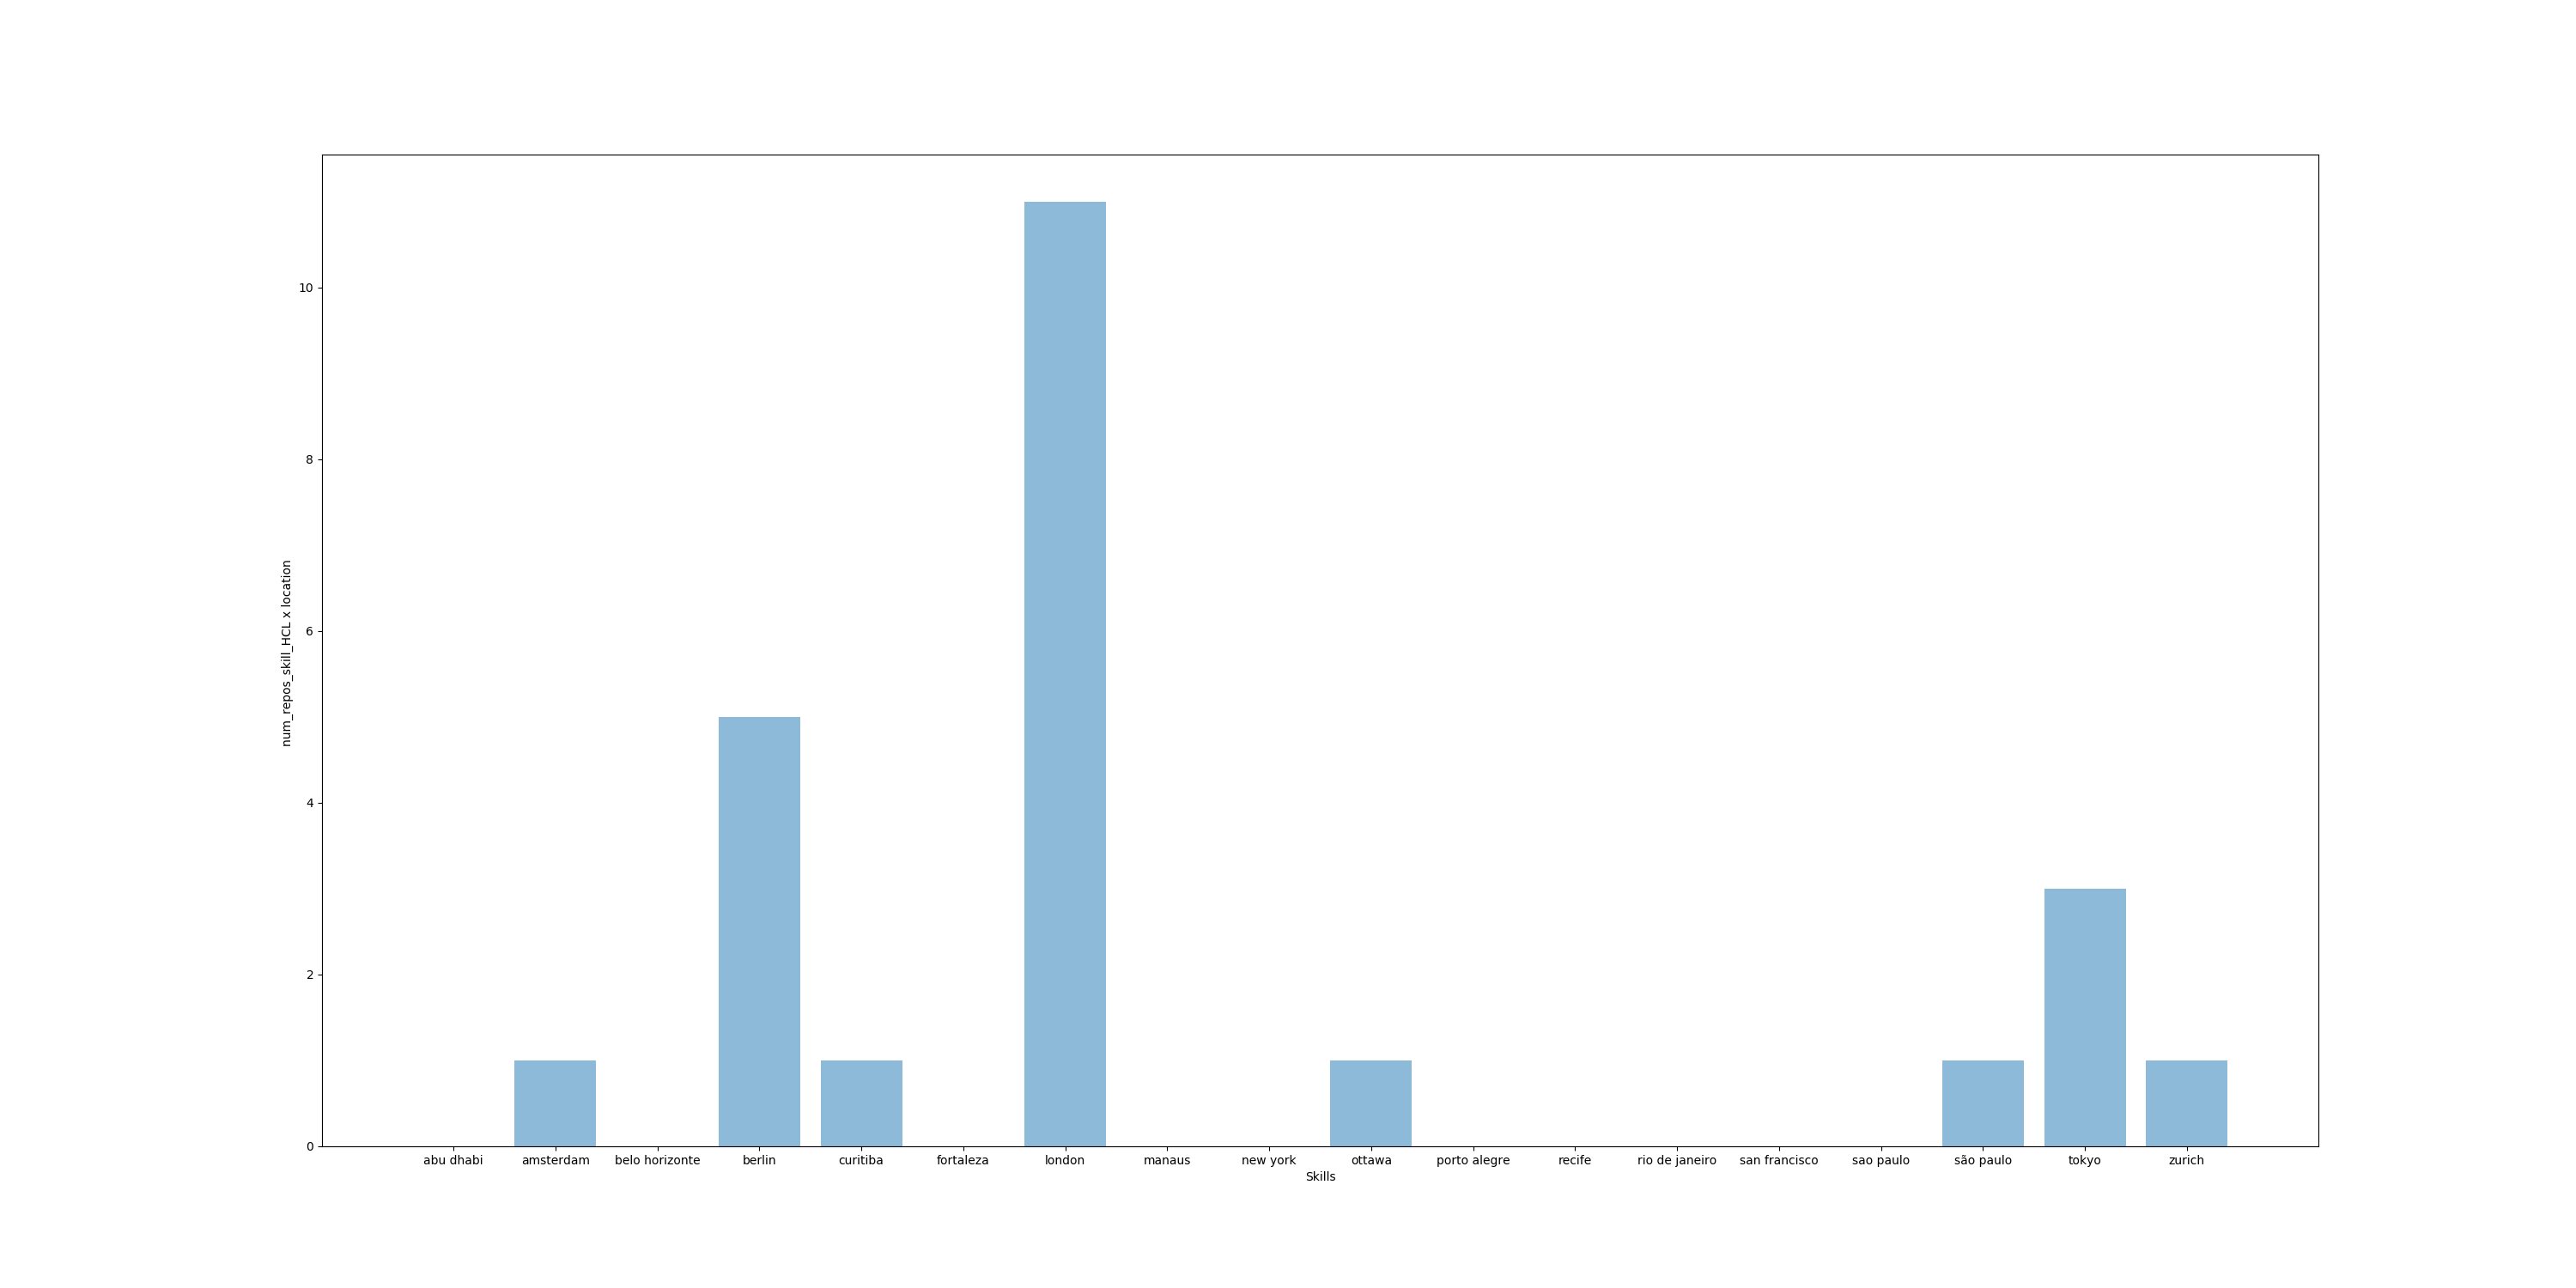 num_repos_skill_HCL x location
10
8
6
4
2
0
abu dhabi amsterdam belo horizonte berlin curitiba fortaleza london manaus new york ottawa porto alegre recife rio de janeiro san francisco sao paulo são paulo tokyo zurich
Skills